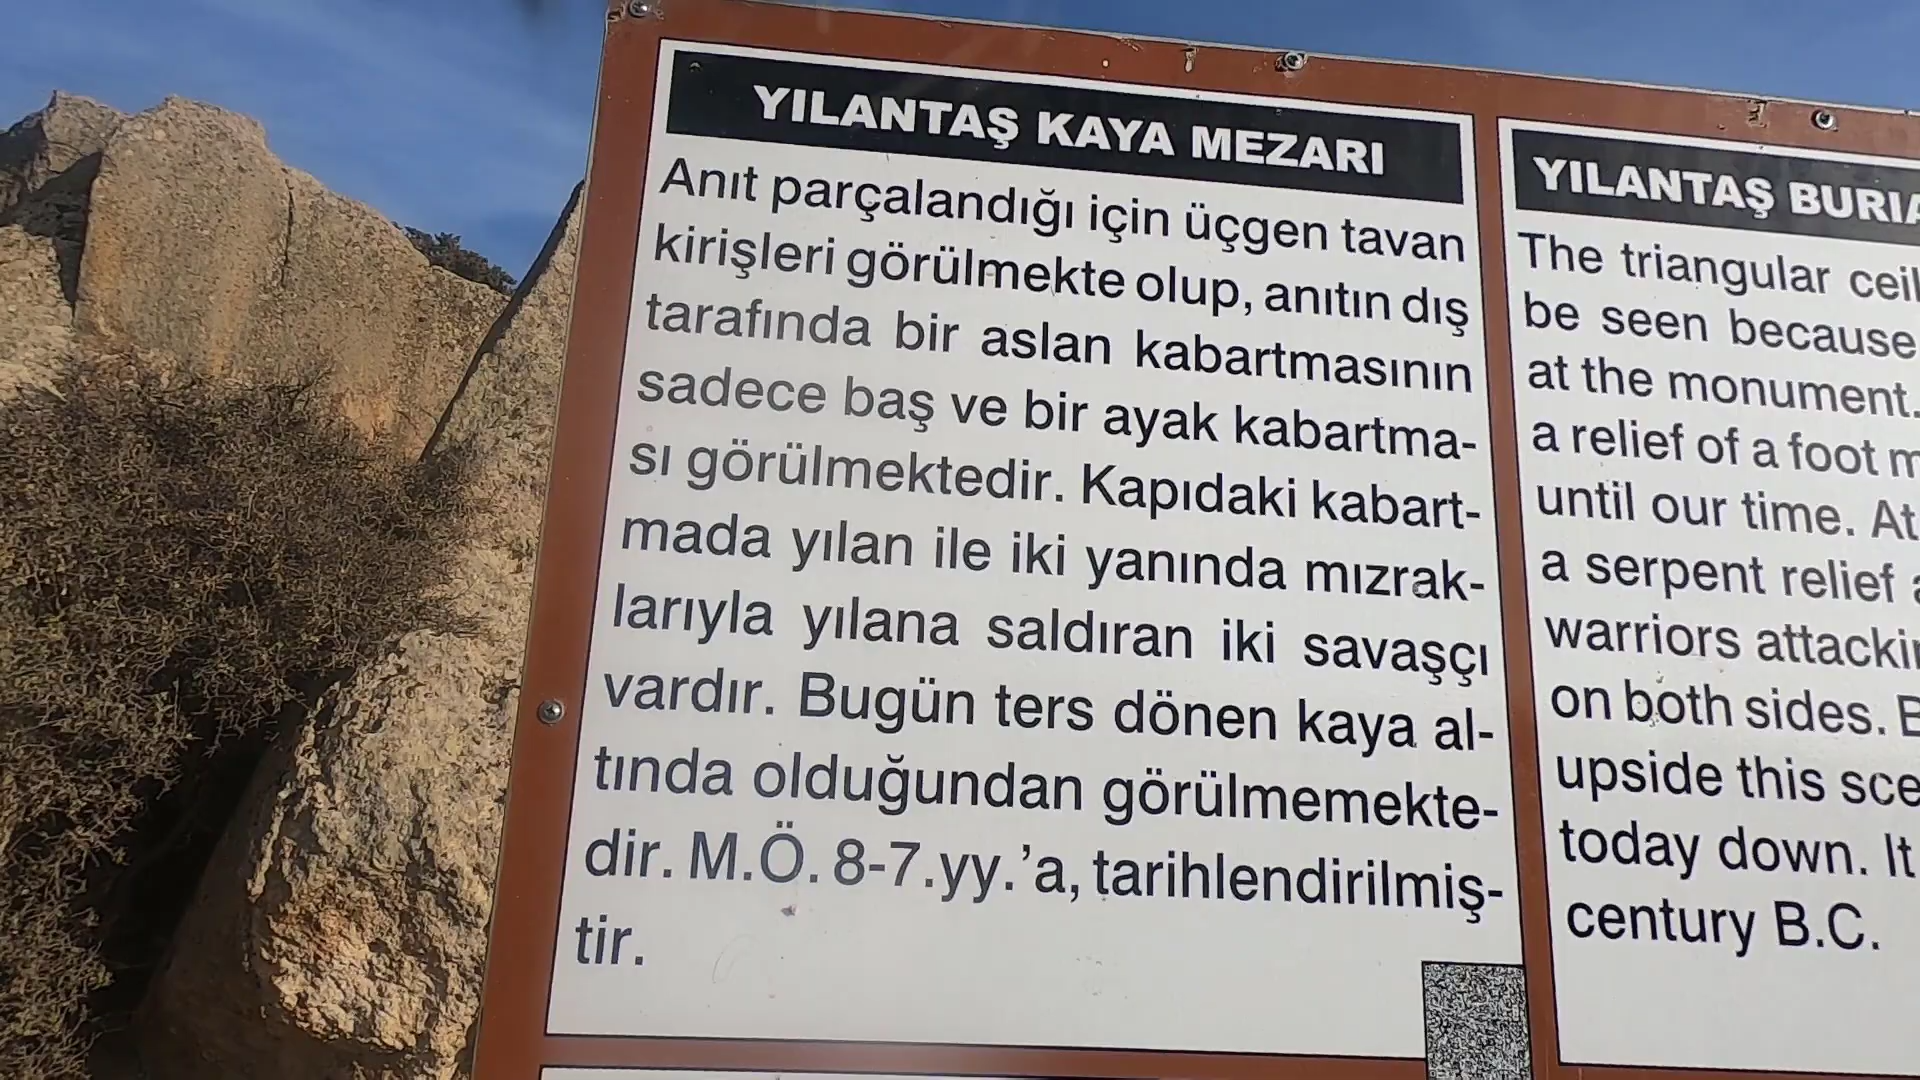 YILANTAŞ KAYA MEZARI
Anıt parçalandığı için üçgen tavan
kirişleri görülmekte olup, anıtın dış
tarafında bir aslan kabartmasının
sadece baş ve bir ayak kabartma-
sı görülmektedir. Kapıdaki kabart-
mada yılan ile iki yanında mızrak-
larıyla yılana saldıran iki savaşçı
vardır. Bugün ters dönen kaya al-
tında olduğundan görülmemekte-
dir. M.Ö. 8-7.yy.’a, tarihlendirilmiş-
tir.
YILANTAŞ
The triangular
be seen because
at the monument.
a relief of a foot
until our time. At
a serpent relief
warriors
on both sides.
upside this
today down. It
century B.C.